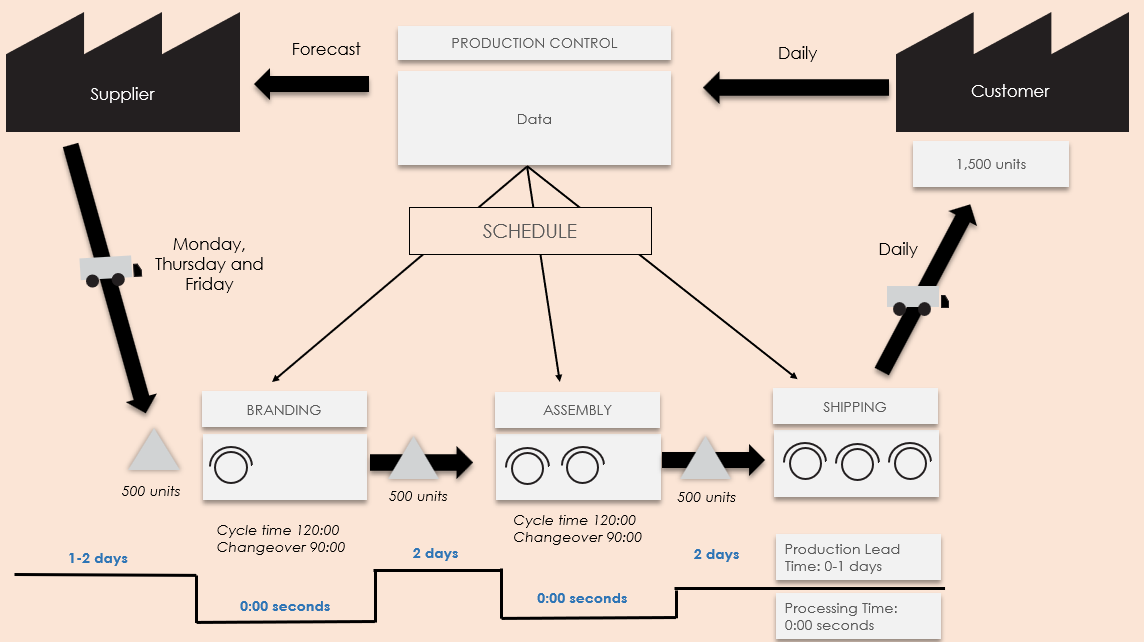 Forecast
PRODUCTION CONTROL
Daily
Supplier
Data
Customer
1,500 units
SCHEDULE
Monday,
Thursday and
Friday
Daily
BRANDING
ASSEMBLY
SHIPPING
500 units
500 units
500 units
Cycle time 120:00
Changeover 90:00
Cycle time 120:00
Changeover 90:00
1-2 days
2 days
2 days
Production Lead
Time: 0-1 days
0:00 seconds
0:00 seconds
Processing Time:
0:00 seconds